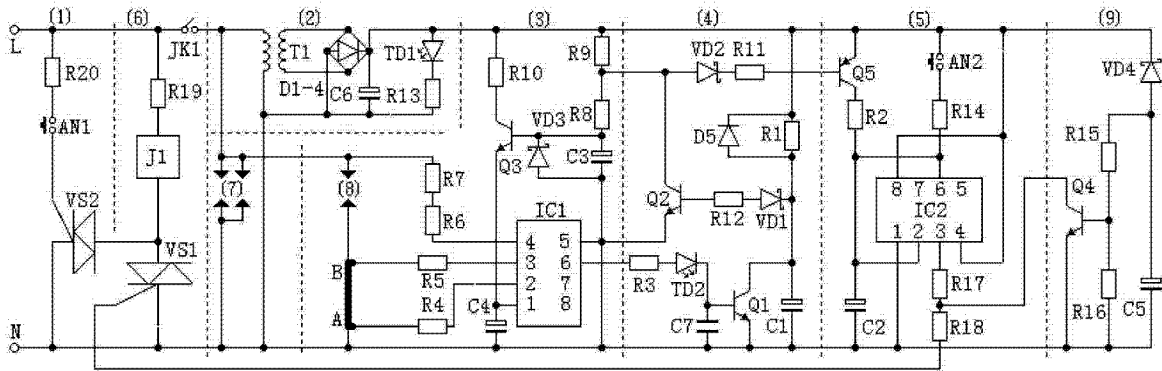 (1) (6) (2) (3) (4) (5) (9)
L
JK1
T1
TD1
R9
VD2 R11
AN2
R20
R10
Q5
VD4
D1-4
C6
R13
R19
R8
D5
R1
R2
R14
R15
AN1
VD3
J1
Q3
C3
(7)
(8)
R7
Q2
8 7 6 5
IC2
1 2 3 4
Q4
VS2
R6
IC1
R12
VD1
VS1
4 5
3 6
2 7
1 8
B
R5
R3
TD2
R17
A
R4
C4
Q1
C7
C1
C2
R18
R16
C5
N